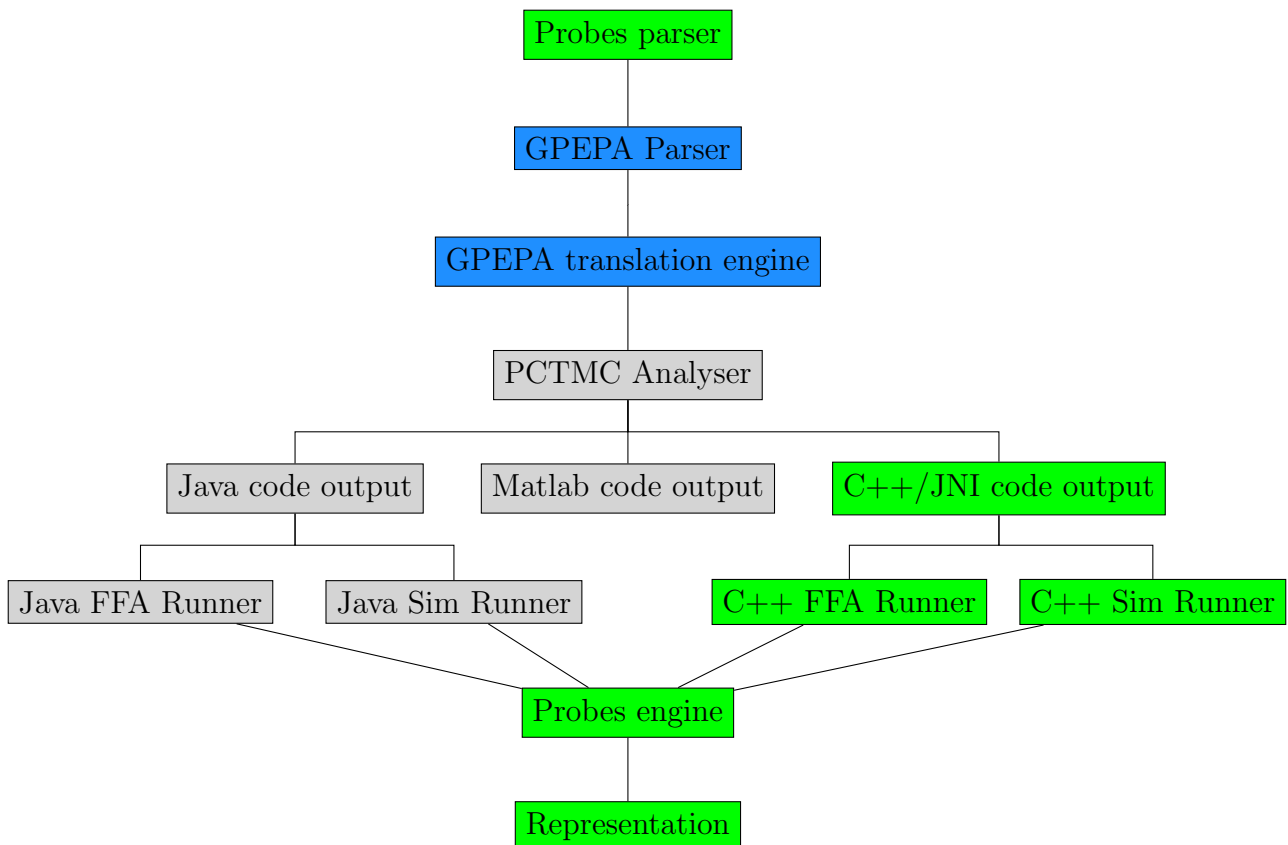 Probes parser
GPEPA Parser
GPEPA translation engine
PCTMC Analyser
Java code output
Matlab code output
C++/JNI code output
Java FFA Runner
Java Sim Runner
C++ FFA Runner
C++ Sim Runner
Probes engine
Representation